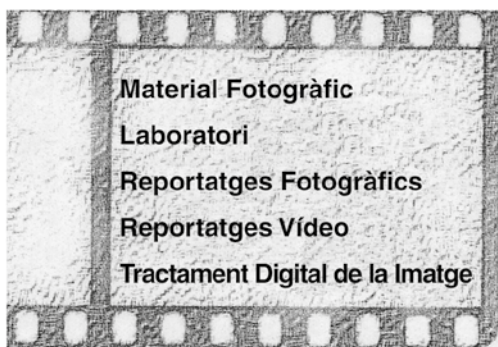 Material Fotogràfic
Laboratori
Reportatges Fotogràfics
Reportatges Vídeo
Tractament Digital de la Imatge